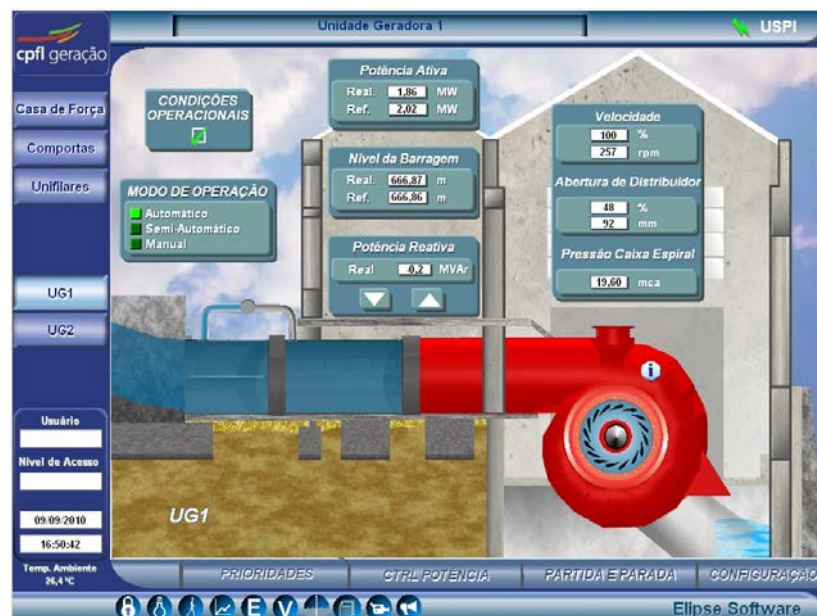 Unidade Geradora 1
USPI
cpfl geração
Casa de Força
Comportas
Unifilares
UG1
UG2
Usuário
Nível de Acesso
09/09/2010
16:50:42
Temp. Ambiente
26,4 ºC
CONDIÇÕES
OPERACIONAIS
MODO DE OPERAÇÃO
Automático
Semi-Automático
Manual
Potência Ativa
Real. 1,86 MW
Ref. 2,02 MW
Nível da Barragem
Real. 666,87 m
Ref. 666,86 m
Potência Reativa
Real -0,2 MVAr
Velocidade
100 %
257 rpm
Abertura de Distribuidor
48 %
92 mm
Pressão Caixa Espiral
19,60 mca
i
UG1
PRIORIDADES
CTRL POTÊNCIA
PARTIDA E PARADA
CONFIGURAÇÃO
E
V
Elipse Software